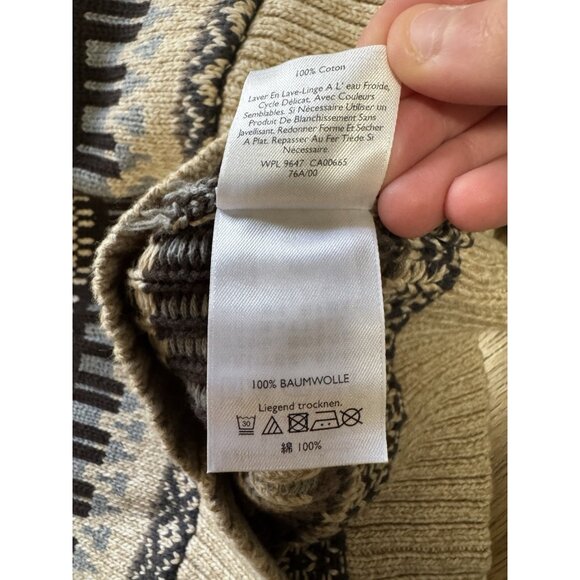 100% Coton
Laver En Lave-Linge A L' eau Froide,
Cycle Délicat, Avec Couleurs
Semblables. Si Nécessaire Utiliser un
Produit De Blanchissement Sans
Javellisant. Redonner Forme Et Sécher
A Plat. Repasser Au Fer Tiède Si
Nécessaire.
WPL 9647 CA00665
76A/00
100% BAUMWOLLE
Liegend trocknen.
30
綿 100%